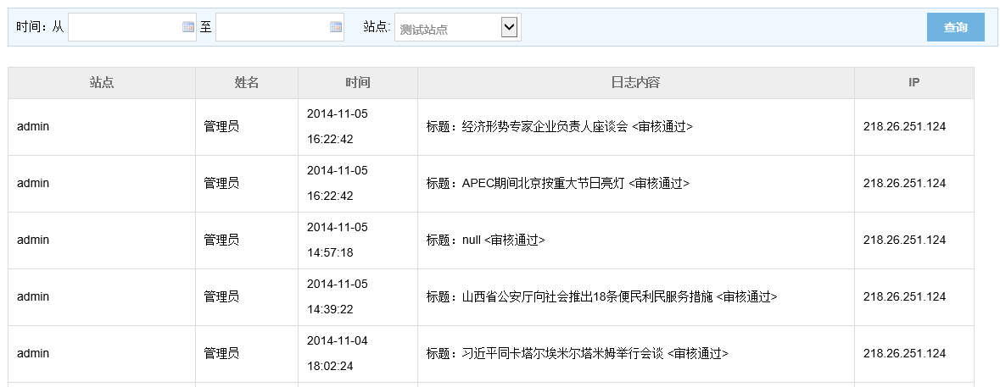 时间：从 至 站点: 测试站点 查询
站点 姓名 时间 日志内容 IP
admin 管理员 2014-11-05 16:22:42 标题：经济形势专家企业负责人座谈会 <审核通过> 218.26.251.124
admin 管理员 2014-11-05 16:22:42 标题：APEC期间北京按重大节日亮灯 <审核通过> 218.26.251.124
admin 管理员 2014-11-05 14:57:18 标题：null <审核通过> 218.26.251.124
admin 管理员 2014-11-05 14:39:22 标题：山西省公安厅向社会推出18条便民利民服务措施 <审核通过> 218.26.251.124
admin 管理员 2014-11-04 18:02:24 标题：习近平同卡塔尔埃米尔塔米姆举行会谈 <审核通过> 218.26.251.124